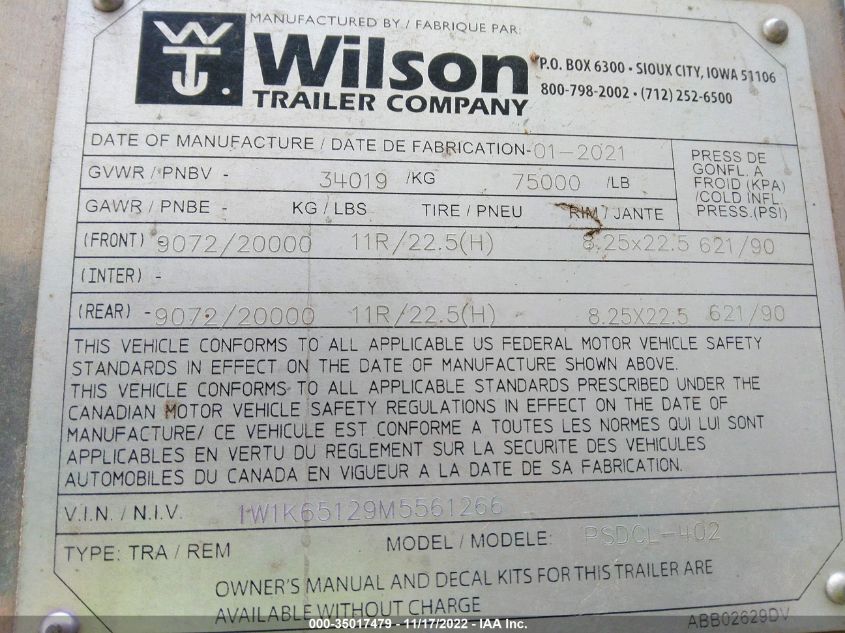 MANUFACTURED BY / FABRIQUE PAR:
WT.
Wilson
TRAILER COMPANY
P.O. BOX 6300 • SIOUX CITY, IOWA 51106
800-798-2002 • (712) 252-6500
DATE OF MANUFACTURE / DATE DE FABRICATION-01-2021
PRESS DE GONFL. A FROID (KPA) /COLD INFL. PRESS.(PSI)
GVWR / PNBV - 34019 /KG 75000 /LB
GAWR / PNBE - KG / LBS TIRE / PNEU RIM / JANTE
(FRONT) 9072/20000 11R/22.5(H) 8.25x22.5 621/90
(INTER) -
(REAR) - 9072/20000 11R/22.5(H) 8.25X22.5 621/90
THIS VEHICLE CONFORMS TO ALL APPLICABLE US FEDERAL MOTOR VEHICLE SAFETY
STANDARDS IN EFFECT ON THE DATE OF MANUFACTURE SHOWN ABOVE.
THIS VEHICLE CONFORMS TO ALL APPLICABLE STANDARDS PRESCRIBED UNDER THE
CANADIAN MOTOR VEHICLE SAFETY REGULATIONS IN EFFECT ON THE DATE OF
MANUFACTURE/ CE VEHICULE EST CONFORME A TOUTES LES NORMES QUI LUI SONT
APPLICABLES EN VERTU DU REGLEMENT SUR LA SECURITE DES VEHICULES
AUTOMOBILES DU CANADA EN VIGUEUR A LA DATE DE SA FABRICATION.
V.I.N. / N.I.V. 1W1K65129M5561266
TYPE: TRA / REM MODEL / MODELE: PSDCL-402
OWNER'S MANUAL AND DECAL KITS FOR THIS TRAILER ARE
AVAILABLE WITHOUT CHARGE
ABB02629DV
000-35017479 - 11/17/2022 - IAA Inc.